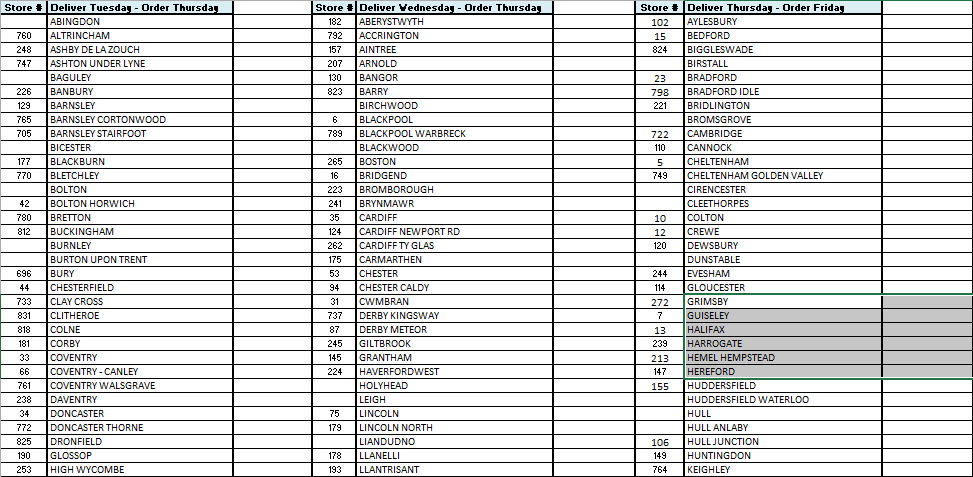 Store # Deliver Tuesday - Order Thursday Store # Deliver Wednesday - Order Thursday Store # Deliver Thursday - Order Friday
ABINGDON 182 ABERYSTWYTH 102 AYLESBURY
760 ALTRINCHAM 792 ACCRINGTON 15 BEDFORD
248 ASHBY DE LA ZOUCH 157 AINTREE 824 BIGGLESWADE
747 ASHTON UNDER LYNE 207 ARNOLD BIRSTALL
BAGULEY 130 BANGOR 23 BRADFORD
226 BANBURY 823 BARRY 798 BRADFORD IDLE
129 BARNSLEY BIRCHWOOD 221 BRIDLINGTON
765 BARNSLEY CORTONWOOD 6 BLACKPOOL BROMSGROVE
705 BARNSLEY STAIRFOOT 789 BLACKPOOL WARBRECK 722 CAMBRIDGE
BICESTER BLACKWOOD 110 CANNOCK
177 BLACKBURN 265 BOSTON 5 CHELTENHAM
770 BLETCHLEY 16 BRIDGEND 749 CHELTENHAM GOLDEN VALLEY
BOLTON 223 BROMBOROUGH CIRENCESTER
42 BOLTON HORWICH 241 BRYNMAWR CLEETHORPES
780 BRETTON 35 CARDIFF 10 COLTON
812 BUCKINGHAM 124 CARDIFF NEWPORT RD 12 CREWE
BURNLEY 262 CARDIFF TY GLAS 120 DEWSBURY
BURTON UPON TRENT 175 CARMARTHEN DUNSTABLE
696 BURY 53 CHESTER 244 EVESHAM
44 CHESTERFIELD 94 CHESTER CALDY 114 GLOUCESTER
733 CLAY CROSS 31 CWMBRAN 272 GRIMSBY
831 CLITHEROE 737 DERBY KINGSWAY 7 GUISELEY
818 COLNE 87 DERBY METEOR 13 HALIFAX
181 CORBY 245 GILTBROOK 239 HARROGATE
33 COVENTRY 145 GRANTHAM 213 HEMEL HEMPSTEAD
66 COVENTRY - CANLEY 224 HAVERFORDWEST 147 HEREFORD
761 COVENTRY WALSGRAVE HOLYHEAD 155 HUDDERSFIELD
238 DAVENTRY LEIGH HUDDERSFIELD WATERLOO
34 DONCASTER 75 LINCOLN HULL
772 DONCASTER THORNE 179 LINCOLN NORTH HULL ANLABY
825 DRONFIELD LIANDUDNO 106 HULL JUNCTION
190 GLOSSOP 178 LLANELLI 149 HUNTINGDON
253 HIGH WYCOMBE 193 LLANTRISANT 764 KEIGHLEY